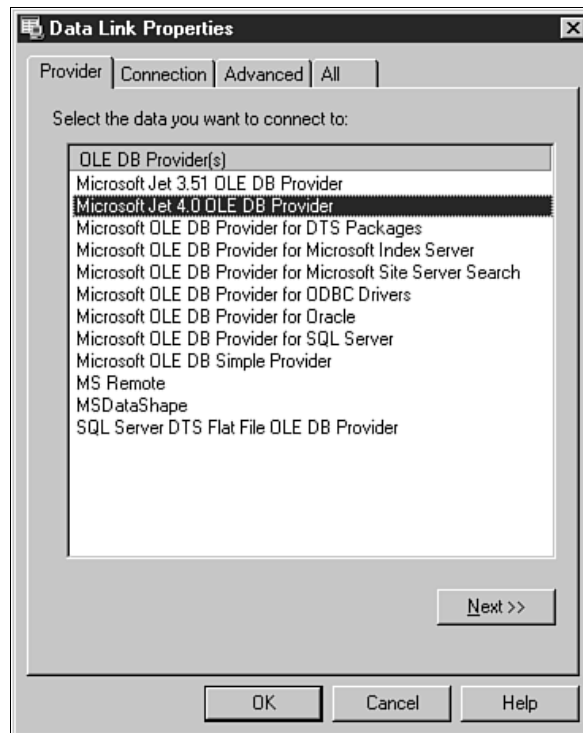 Data Link Properties
Provider Connection Advanced All
Select the data you want to connect to:
OLE DB Provider(s)
Microsoft Jet 3.51 OLE DB Provider
Microsoft Jet 4.0 OLE DB Provider
Microsoft OLE DB Provider for DTS Packages
Microsoft OLE DB Provider for Microsoft Index Server
Microsoft OLE DB Provider for Microsoft Site Server Search
Microsoft OLE DB Provider for ODBC Drivers
Microsoft OLE DB Provider for Oracle
Microsoft OLE DB Provider for SQL Server
Microsoft OLE DB Simple Provider
MS Remote
MSDataShape
SQL Server DTS Flat File OLE DB Provider
Next >>
OK Cancel Help